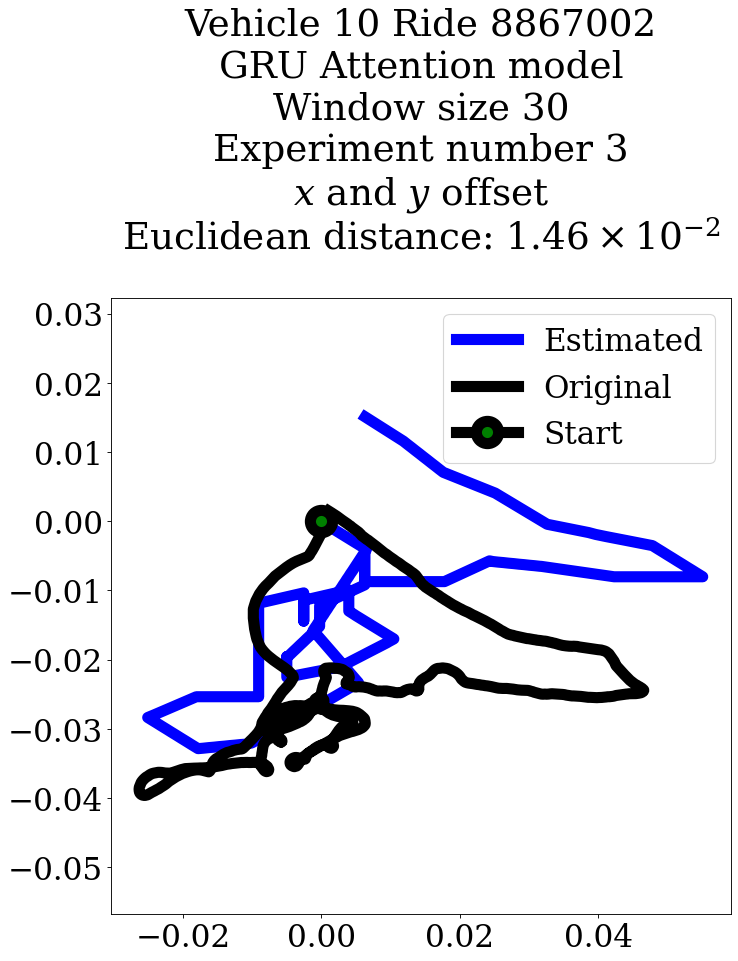 Vehicle 10 Ride 8867002
GRU Attention model
Window size 30
Experiment number 3
x and y offset
Euclidean distance: 1.46 × 10⁻²
0.03
Estimated
0.02
Original
0.01
Start
0.00
−0.01
−0.02
−0.03
−0.04
−0.05
−0.02 0.00 0.02 0.04